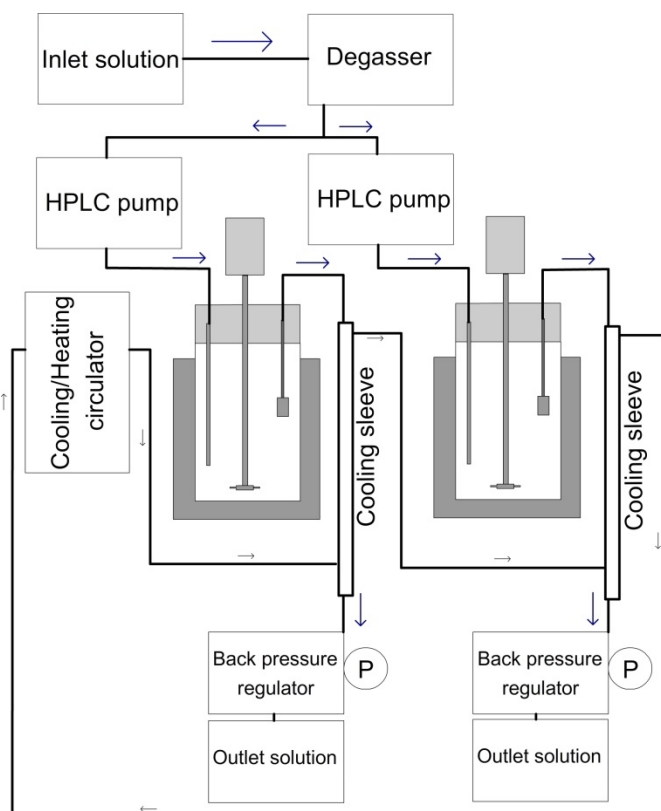 Inlet solution
Degasser
HPLC pump
HPLC pump
Cooling/Heating
circulator
Cooling sleeve
Cooling sleeve
Back pressure
regulator
P
Back pressure
regulator
P
Outlet solution
Outlet solution